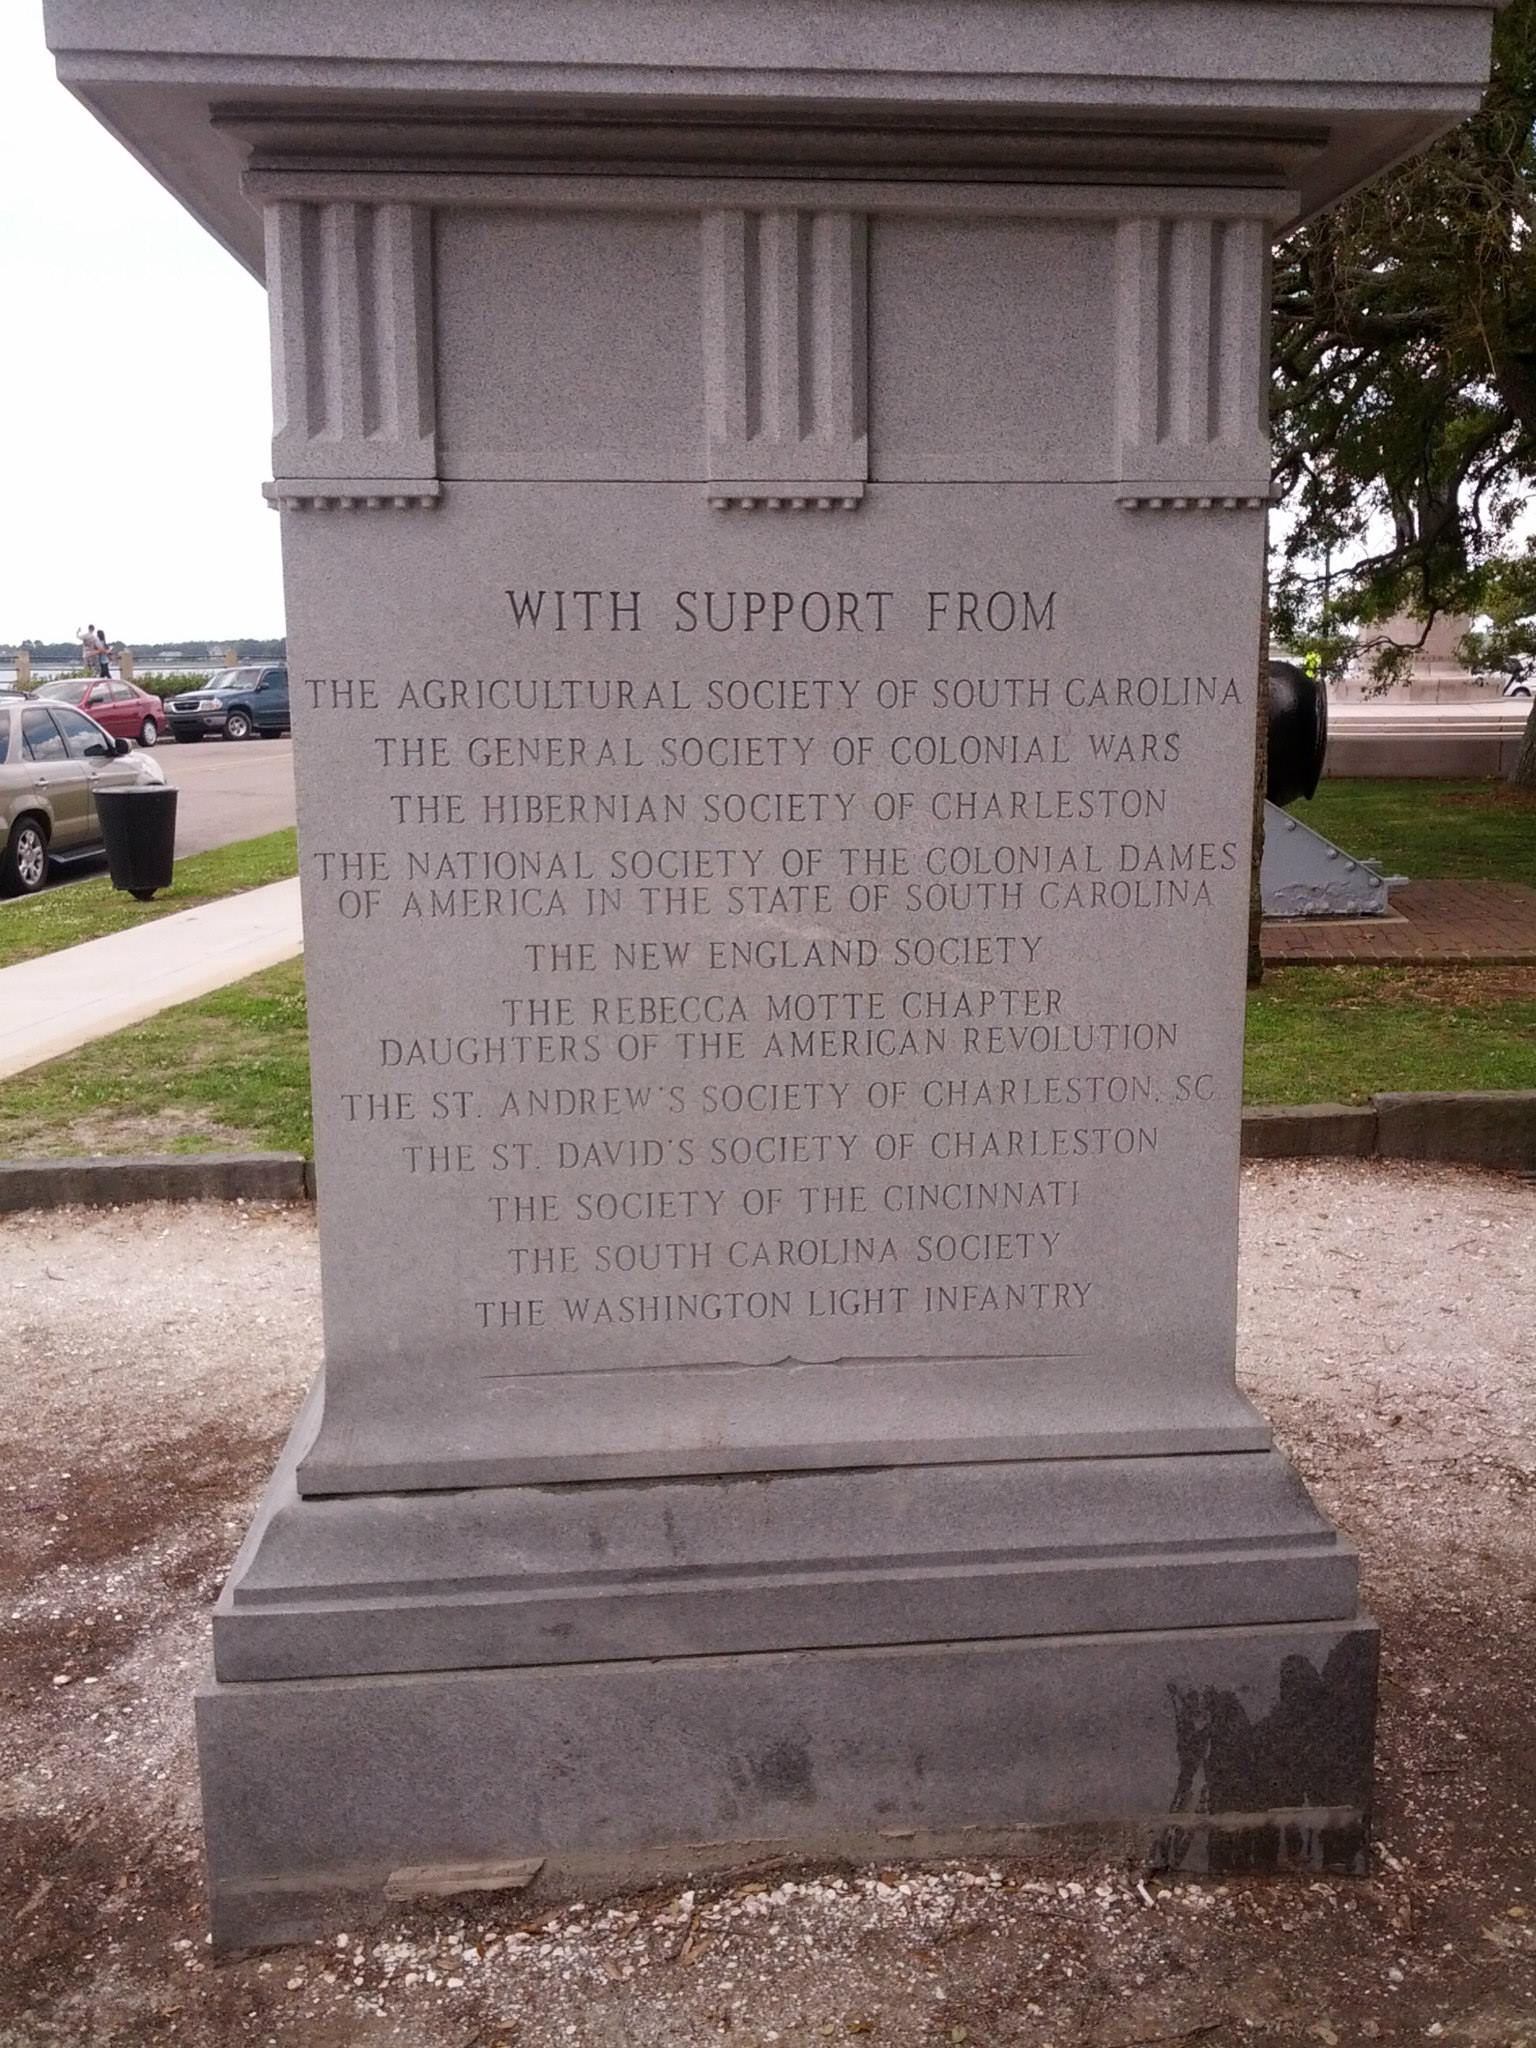 WITH SUPPORT FROM
THE AGRICULTURAL SOCIETY OF SOUTH CAROLINA
THE GENERAL SOCIETY OF COLONIAL WARS
THE HIBERNIAN SOCIETY OF CHARLESTON
THE NATIONAL SOCIETY OF THE COLONIAL DAMES
OF AMERICA IN THE STATE OF SOUTH CAROLINA
THE NEW ENGLAND SOCIETY
THE REBECCA MOTTE CHAPTER
DAUGHTERS OF THE AMERICAN REVOLUTION
THE ST. ANDREW'S SOCIETY OF CHARLESTON, SC
THE ST. DAVID'S SOCIETY OF CHARLESTON
THE SOCIETY OF THE CINCINNATI
THE SOUTH CAROLINA SOCIETY
THE WASHINGTON LIGHT INFANTRY